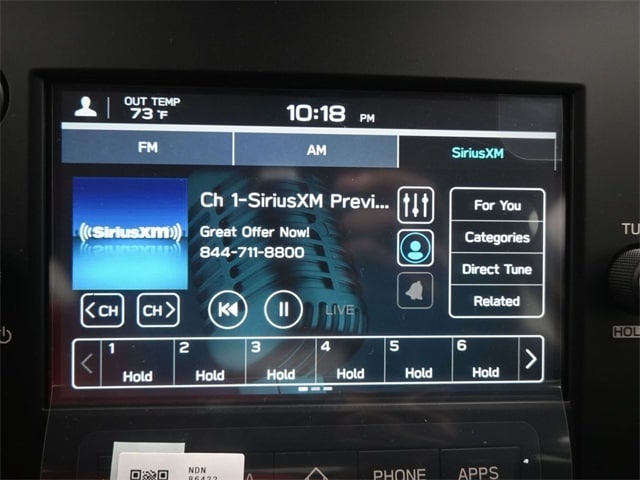 OUT TEMP
73°F
10:18 PM
FM AM SiriusXM
Ch 1-SiriusXM Previ...
((SiriusXM))
Great Offer Now!
844-711-8800
For You
Categories
Direct Tune
Related
<CH CH> LIVE
1 2 3 4 5 6
Hold Hold Hold Hold Hold Hold
TU
HOL
NDN
86422
PHONE APPS